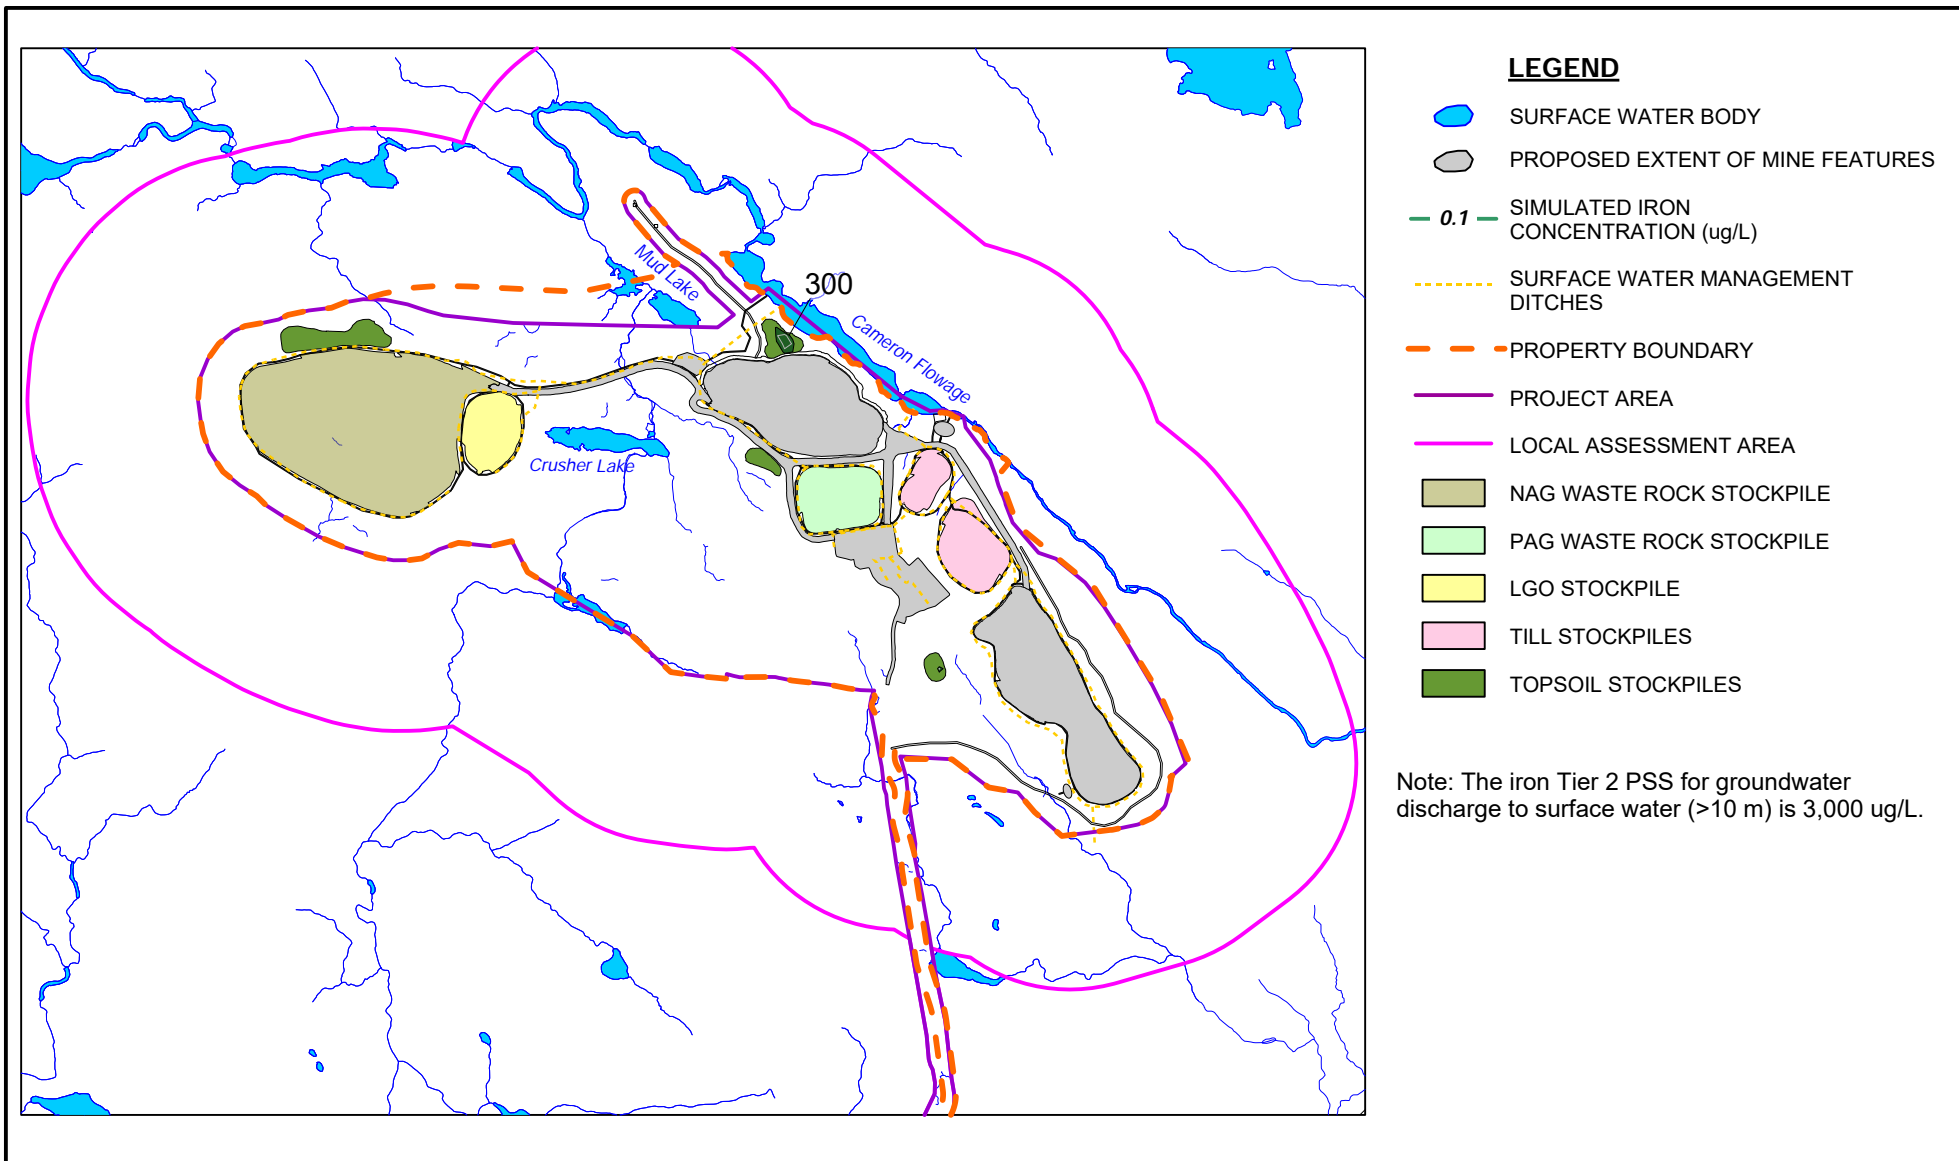 LEGEND
SURFACE WATER BODY
PROPOSED EXTENT OF MINE FEATURES
0.1
SIMULATED IRON
CONCENTRATION (ug/L)
SURFACE WATER MANAGEMENT
DITCHES
PROPERTY BOUNDARY
PROJECT AREA
LOCAL ASSESSMENT AREA
NAG WASTE ROCK STOCKPILE
PAG WASTE ROCK STOCKPILE
LGO STOCKPILE
TILL STOCKPILES
TOPSOIL STOCKPILES
Note: The iron Tier 2 PSS for groundwater
discharge to surface water (>10 m) is 3,000 ug/L.
Mud Lake
300
Cameron Flowage
Crusher Lake